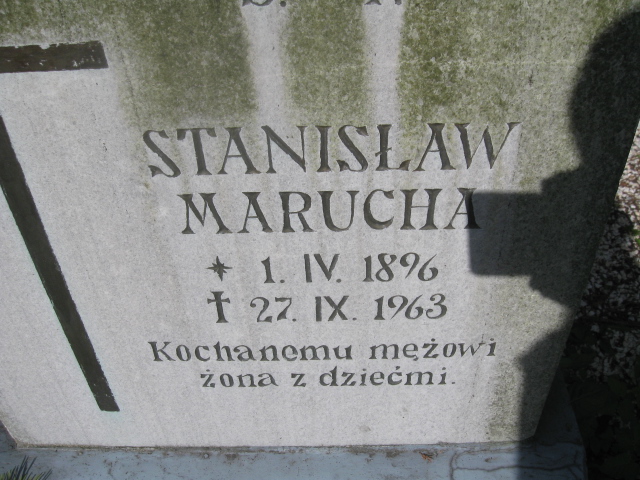 STANISŁAW
MARUCHA
* 1. IV. 1896
† 27. IX. 1963
Kochanemu mężowi
żona z dziećmi.